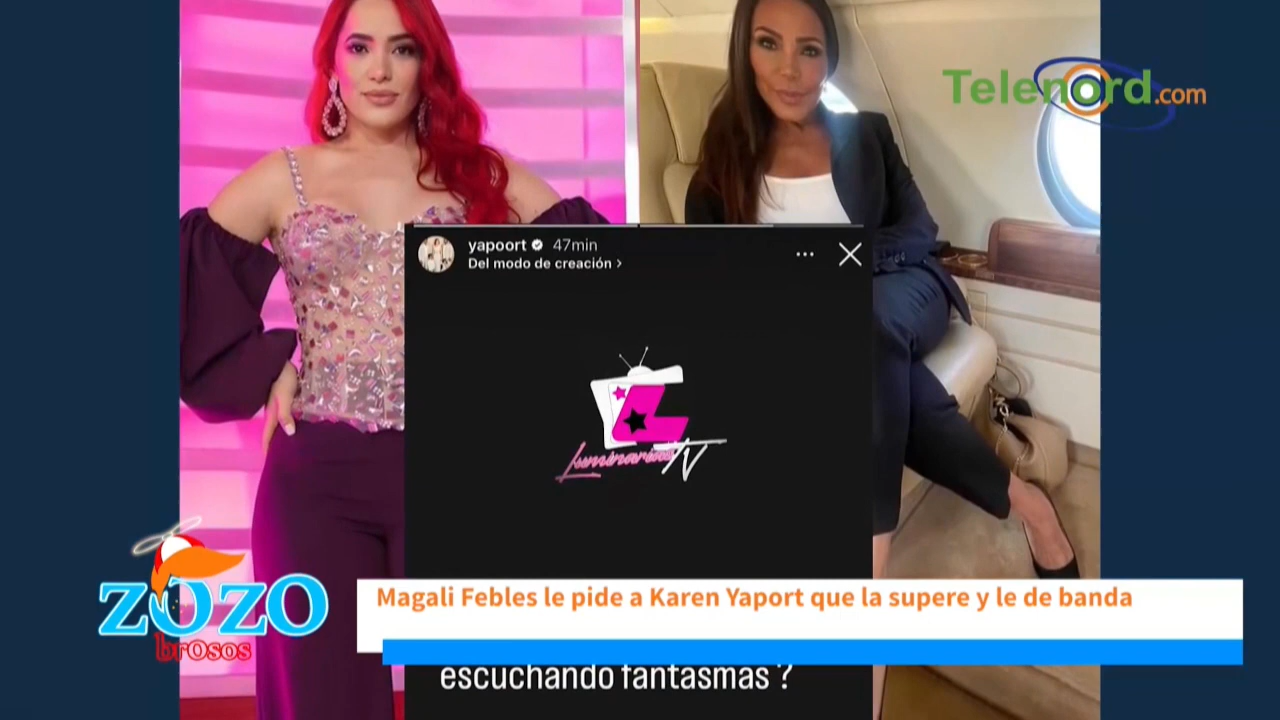 Telenord.com
yapoort 47min
Del modo de creación >
Luminarias TV
ZOZO
brOsos
Magali Febles le pide a Karen Yaport que la supere y le de banda
escuchando fantasmas ?